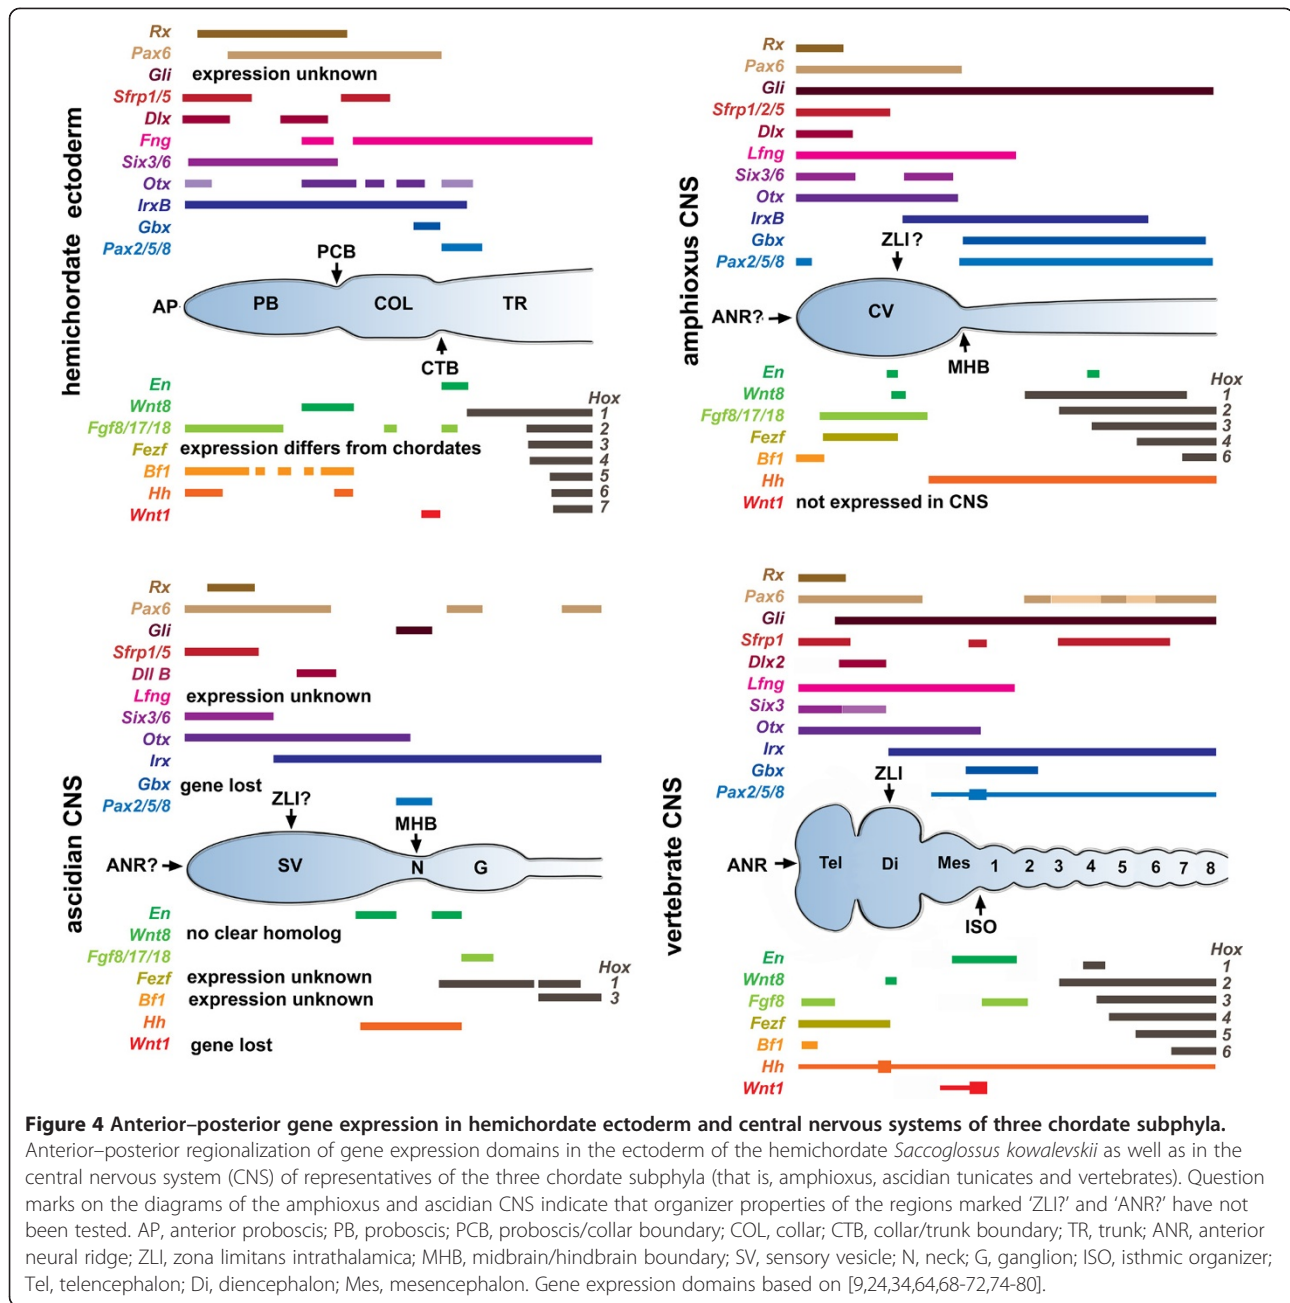 hemichordate ectoderm
Rx
Pax6
Gli expression unknown
Sfrp1/5
Dlx
Fng
Six3/6
Otx
IrxB
Gbx
Pax2/5/8
PCB
AP PB COL TR
CTB
En
Wnt8
Fgf8/17/18
Fezf expression differs from chordates
Bf1
Hh
Wnt1
Hox
1
2
3
4
5
6
7
amphioxus CNS
Rx
Pax6
Gli
Sfrp1/2/5
Dlx
Lfng
Six3/6
Otx
IrxB
Gbx
Pax2/5/8
ZLI?
ANR? CV
MHB
En
Wnt8
Fgf8/17/18
Fezf
Bf1
Hh
Wnt1 not expressed in CNS
Hox
1
2
3
4
6
ascidian CNS
Rx
Pax6
Gli
Sfrp1/5
Dll B
Lfng expression unknown
Six3/6
Otx
Irx
Gbx gene lost
Pax2/5/8
ZLI?
MHB
ANR? SV N G
En
Wnt8 no clear homolog
Fgf8/17/18
Fezf expression unknown
Bf1 expression unknown
Hh
Wnt1 gene lost
Hox
1
3
vertebrate CNS
Rx
Pax6
Gli
Sfrp1
Dlx2
Lfng
Six3
Otx
Irx
Gbx
Pax2/5/8
ZLI
ANR Tel Di Mes 1 2 3 4 5 6 7 8
ISO
En
Wnt8
Fgf8
Fezf
Bf1
Hh
Wnt1
Hox
1
2
3
4
5
6
Figure 4 Anterior–posterior gene expression in hemichordate ectoderm and central nervous systems of three chordate subphyla.
Anterior–posterior regionalization of gene expression domains in the ectoderm of the hemichordate Saccoglossus kowalevskii as well as in the
central nervous system (CNS) of representatives of the three chordate subphyla (that is, amphioxus, ascidian tunicates and vertebrates). Question
marks on the diagrams of the amphioxus and ascidian CNS indicate that organizer properties of the regions marked ‘ZLI?’ and ‘ANR?’ have not
been tested. AP, anterior proboscis; PB, proboscis; PCB, proboscis/collar boundary; COL, collar; CTB, collar/trunk boundary; TR, trunk; ANR, anterior
neural ridge; ZLI, zona limitans intrathalamica; MHB, midbrain/hindbrain boundary; SV, sensory vesicle; N, neck; G, ganglion; ISO, isthmic organizer;
Tel, telencephalon; Di, diencephalon; Mes, mesencephalon. Gene expression domains based on [9,24,34,64,68-72,74-80].